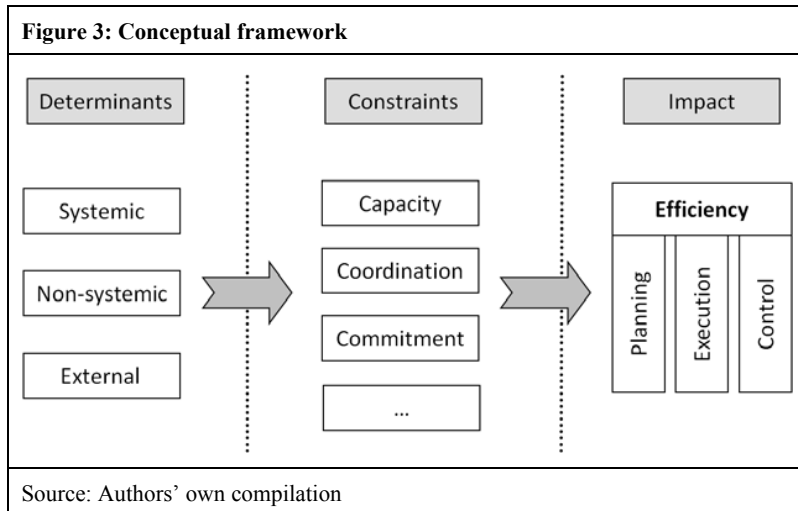 Figure 3: Conceptual framework
Determinants
Constraints
Impact
Systemic
Non-systemic
External
Capacity
Coordination
Commitment
...
Efficiency
Planning
Execution
Control
Source: Authors’ own compilation